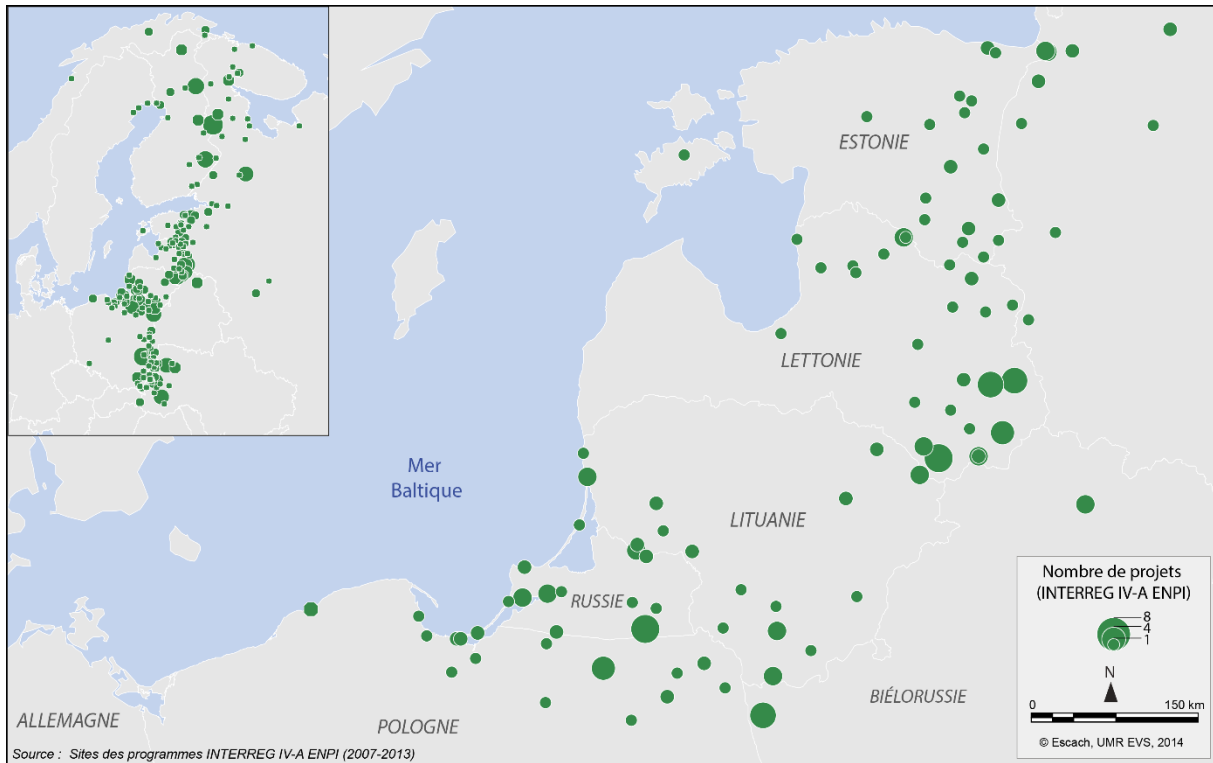 ESTONIE
LETTONIE
Mer
Baltique
LITUANIE
RUSSIE
BIÉLORUSSIE
POLOGNE
ALLEMAGNE
Nombre de projets
(INTERREG IV-A ENPI)
8
4
1
N
0 150 km
© Escach, UMR EVS, 2014
Source : Sites des programmes INTERREG IV-A ENPI (2007-2013)